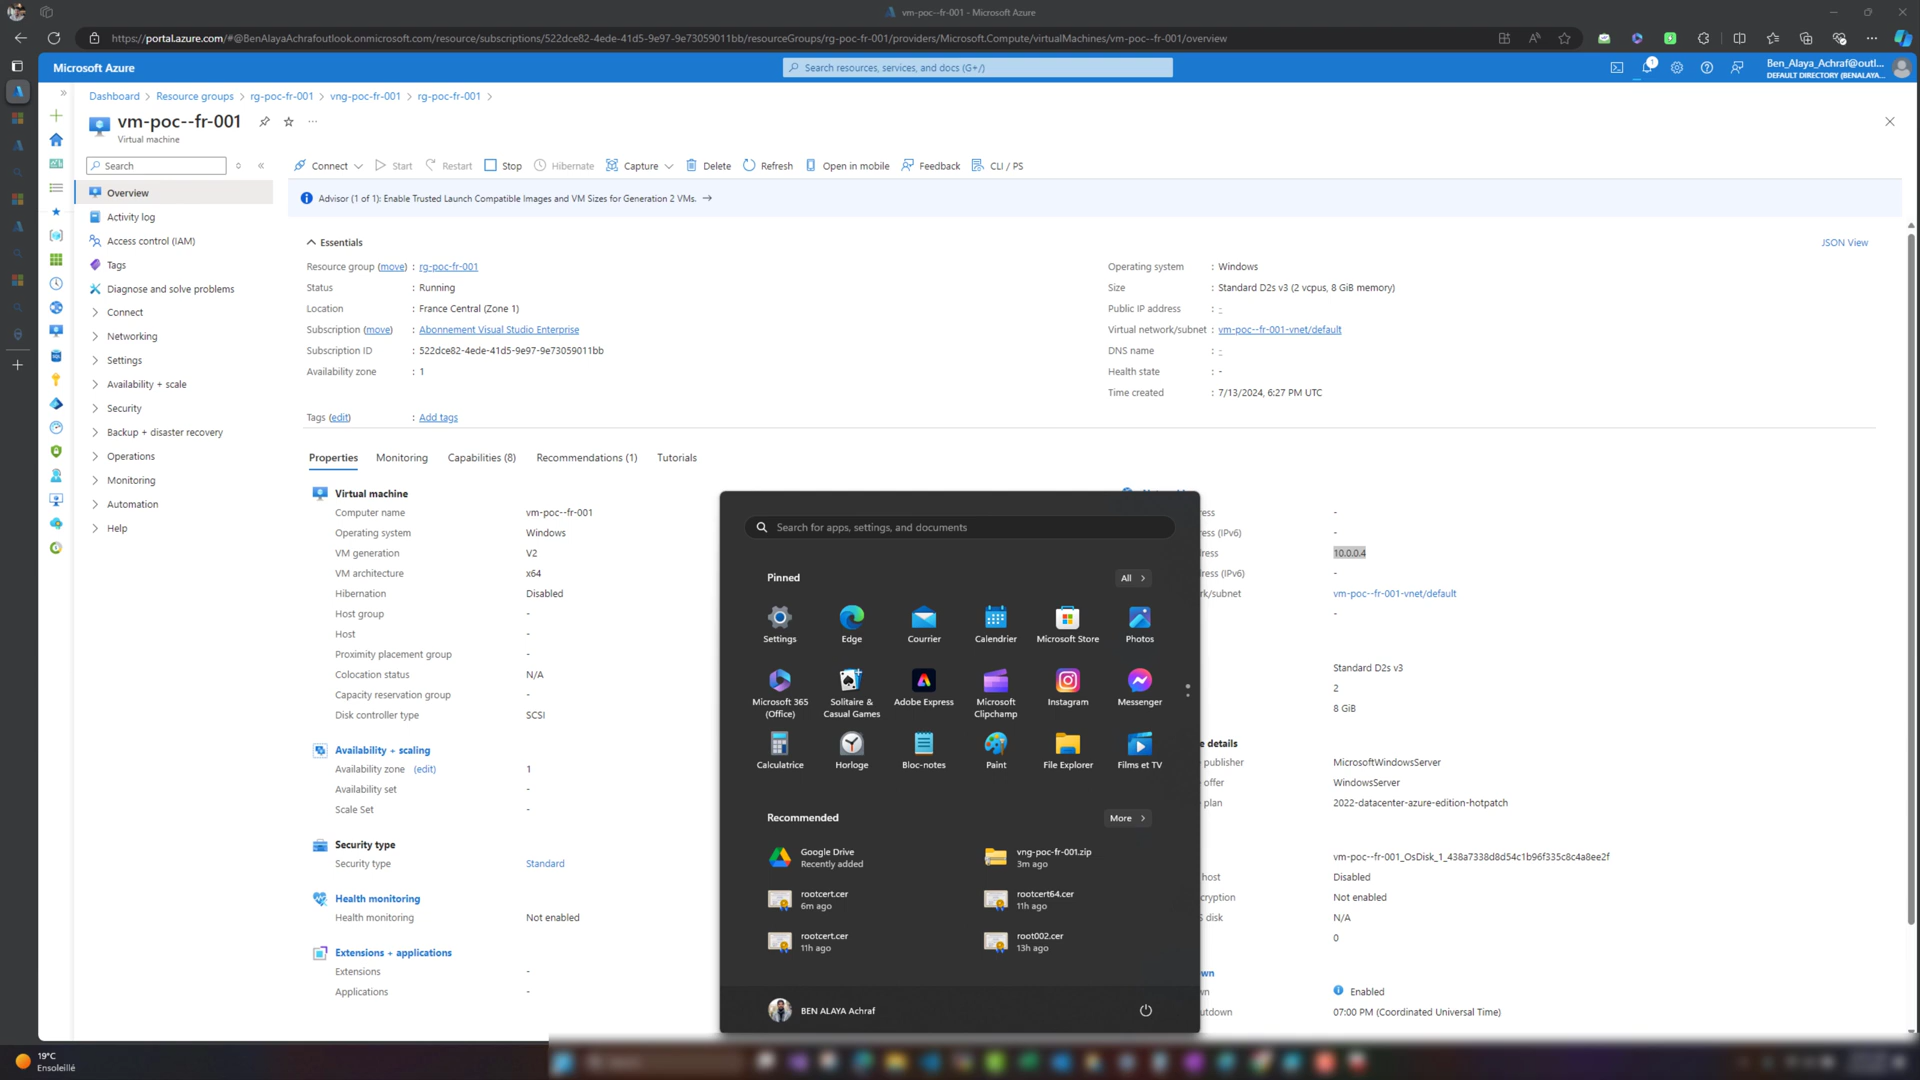 vm-poc--fr-001 - Microsoft Azure
https://portal.azure.com/#@BenAlayaAchrafoutlook.onmicrosoft.com/resource/subscriptions/522dce82-4ede-41d5-9e97-9e73059011bb/resourceGroups/rg-poc-fr-001/providers/Microsoft.Compute/virtualMachines/vm-poc--fr-001/overview
Microsoft Azure
Search resources, services, and docs (G+/)
1
Ben_Alaya_Achraf@outl...
DEFAULT DIRECTORY (BENALAYA...
Dashboard > Resource groups > rg-poc-fr-001 > vng-poc-fr-001 > rg-poc-fr-001 >
vm-poc--fr-001
Virtual machine
Search
Connect
Start
Restart
Stop
Hibernate
Capture
Delete
Refresh
Open in mobile
Feedback
CLI / PS
Overview
Activity log
Access control (IAM)
Tags
Diagnose and solve problems
Connect
Networking
Settings
Availability + scale
Security
Backup + disaster recovery
Operations
Monitoring
Automation
Help
Advisor (1 of 1): Enable Trusted Launch Compatible Images and VM Sizes for Generation 2 VMs. →
Essentials
JSON View
Resource group (move) : rg-poc-fr-001
Status : Running
Location : France Central (Zone 1)
Subscription (move) : Abonnement Visual Studio Enterprise
Subscription ID : 522dce82-4ede-41d5-9e97-9e73059011bb
Availability zone : 1
Operating system : Windows
Size : Standard D2s v3 (2 vcpus, 8 GiB memory)
Public IP address : -
Virtual network/subnet : vm-poc--fr-001-vnet/default
DNS name : -
Health state : -
Time created : 7/13/2024, 6:27 PM UTC
Tags (edit) : Add tags
Properties
Monitoring
Capabilities (8)
Recommendations (1)
Tutorials
Virtual machine
Computer name vm-poc--fr-001
Operating system Windows
VM generation V2
VM architecture x64
Hibernation Disabled
Host group -
Host -
Proximity placement group -
Colocation status N/A
Capacity reservation group -
Disk controller type SCSI
Availability + scaling
Availability zone (edit) 1
Availability set -
Scale Set -
Security type
Security type Standard
Health monitoring
Health monitoring Not enabled
Extensions + applications
Extensions -
Applications -
Search for apps, settings, and documents
Pinned
All >
Settings
Edge
Courrier
Calendrier
Microsoft Store
Photos
Microsoft 365 (Office)
Solitaire & Casual Games
Adobe Express
Microsoft Clipchamp
Instagram
Messenger
Calculatrice
Horloge
Bloc-notes
Paint
File Explorer
Films et TV
Recommended
More >
Google Drive
Recently added
vng-poc-fr-001.zip
3m ago
rootcert.cer
6m ago
rootcert64.cer
11h ago
rootcert.cer
11h ago
root002.cer
13h ago
BEN ALAYA Achraf
ress -
ress (IPv6) -
ress 10.0.0.4
ress (IPv6) -
k/subnet vm-poc--fr-001-vnet/default
-
Standard D2s v3
2
8 GiB
e details
publisher MicrosoftWindowsServer
offer WindowsServer
plan 2022-datacenter-azure-edition-hotpatch
vm-poc--fr-001_OsDisk_1_438a7338d8d54c1b96f335c8c4a8ee2f
host Disabled
cryption Not enabled
disk N/A
0
wn
wn Enabled
utdown 07:00 PM (Coordinated Universal Time)
19°C
Ensoleillé